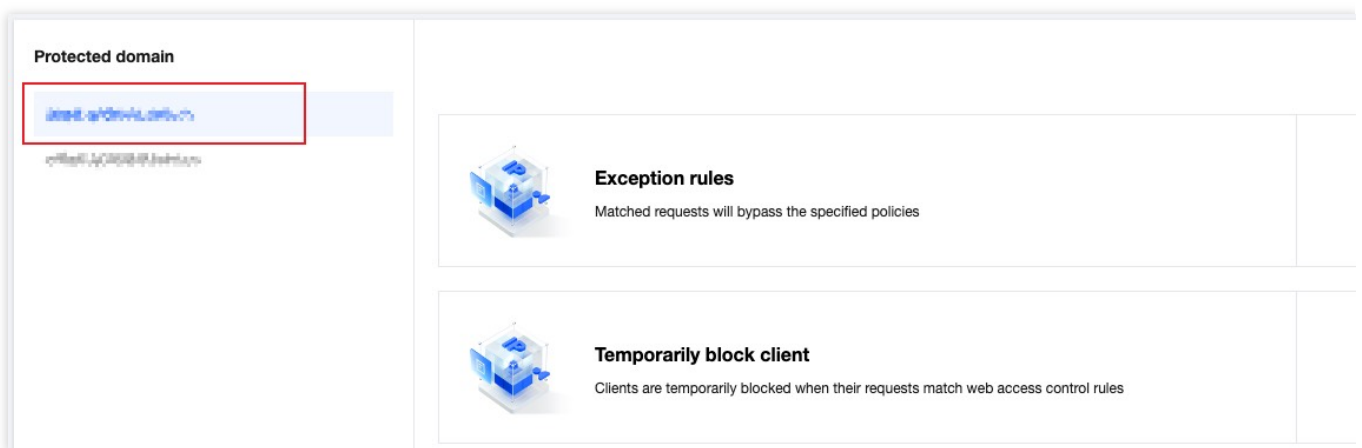 Protected domain
Exception rules
Matched requests will bypass the specified policies
Temporarily block client
Clients are temporarily blocked when their requests match web access control rules